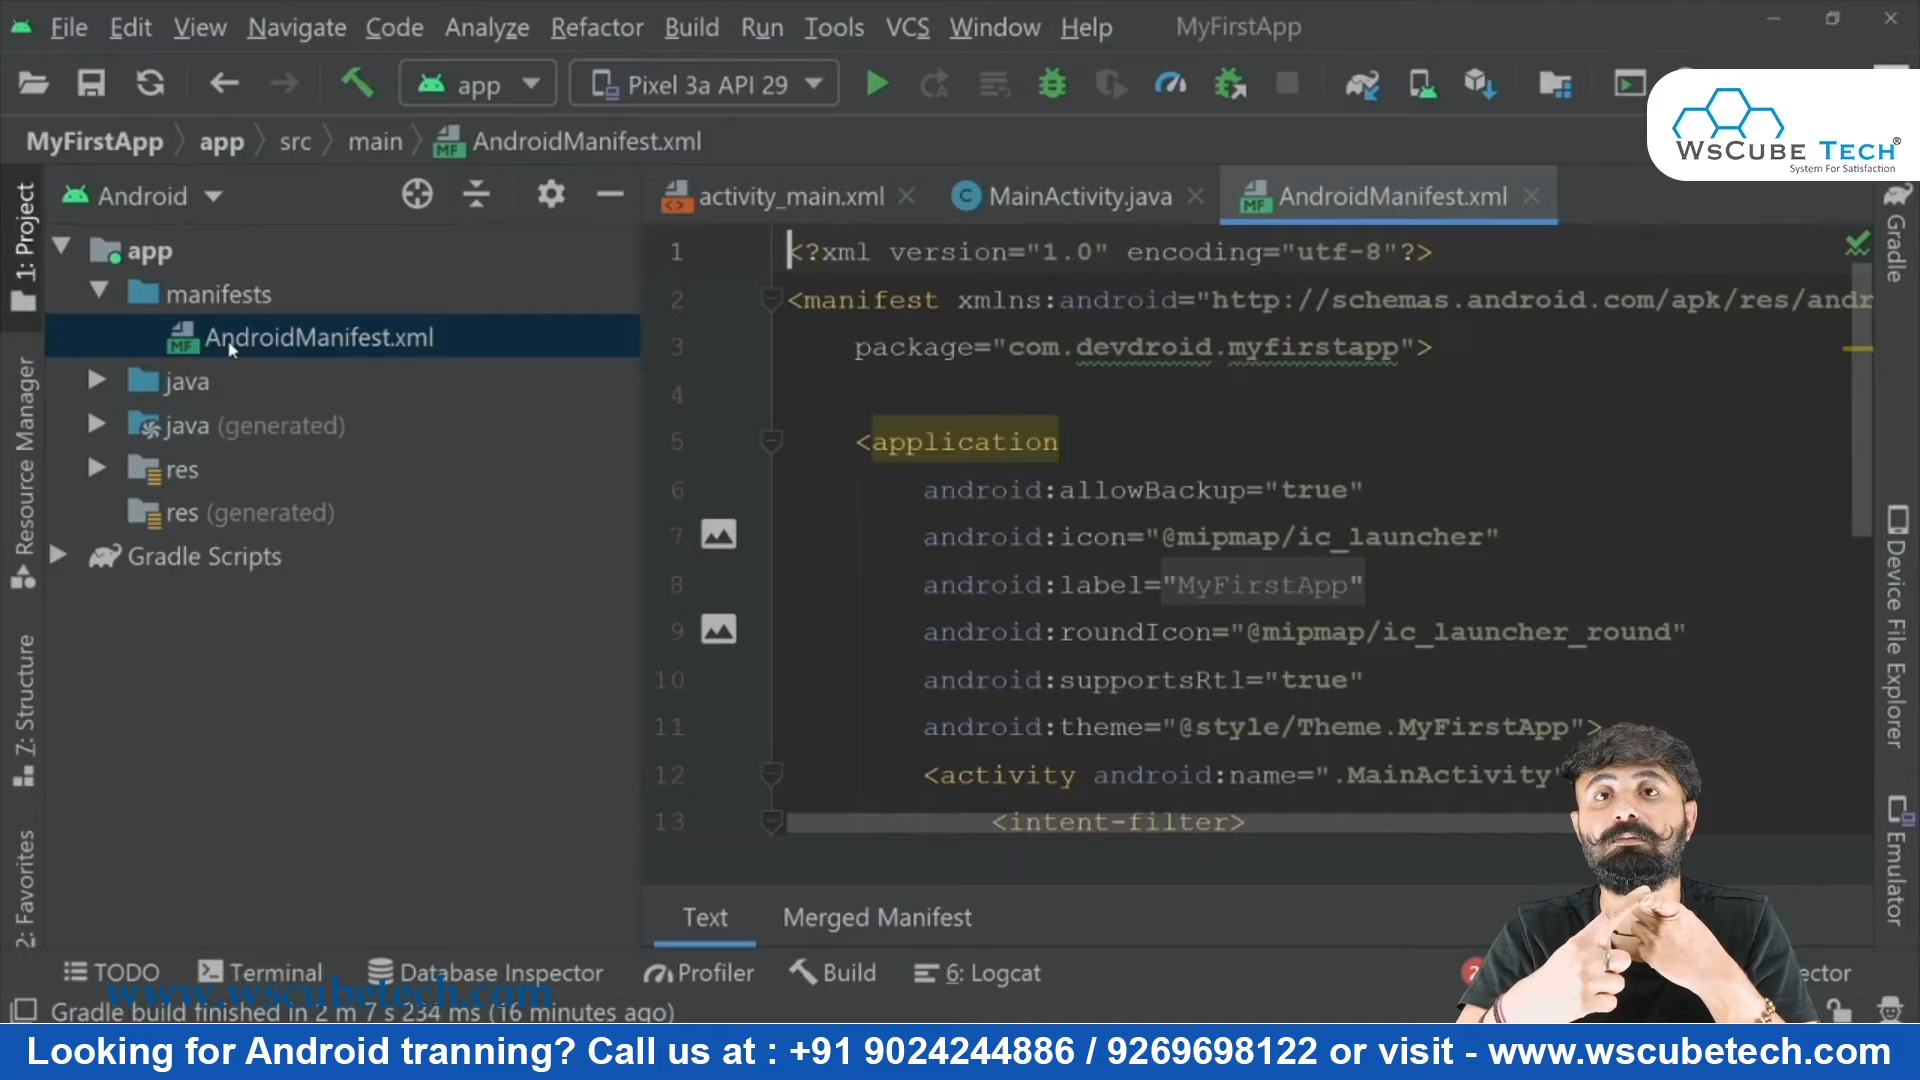 File Edit View Navigate Code Analyze Refactor Build Run Tools VCS Window Help MyFirstApp
app Pixel 3a API 29
WsCube Tech®
System For Satisfaction
MyFirstApp app src main AndroidManifest.xml
1: Project
Resource Manager
Z: Structure
2: Favorites
Android
app
manifests
AndroidManifest.xml
java
java (generated)
res
res (generated)
Gradle Scripts
activity_main.xml MainActivity.java AndroidManifest.xml
1 <?xml version="1.0" encoding="utf-8"?>
2 <manifest xmlns:android="http://schemas.android.com/apk/res/andr
3 package="com.devdroid.myfirstapp">
4
5 <application
6 android:allowBackup="true"
7 android:icon="@mipmap/ic_launcher"
8 android:label="MyFirstApp"
9 android:roundIcon="@mipmap/ic_launcher_round"
10 android:supportsRtl="true"
11 android:theme="@style/Theme.MyFirstApp">
12 <activity android:name=".MainActivity"
13 <intent-filter>
Gradle
Device File Explorer
Emulator
Text Merged Manifest
TODO Terminal Database Inspector Profiler Build 6: Logcat 2 ector
www.wscubetech.com
Gradle build finished in 2 m 7 s 234 ms (16 minutes ago)
Looking for Android tranning? Call us at : +91 9024244886 / 9269698122 or visit - www.wscubetech.com